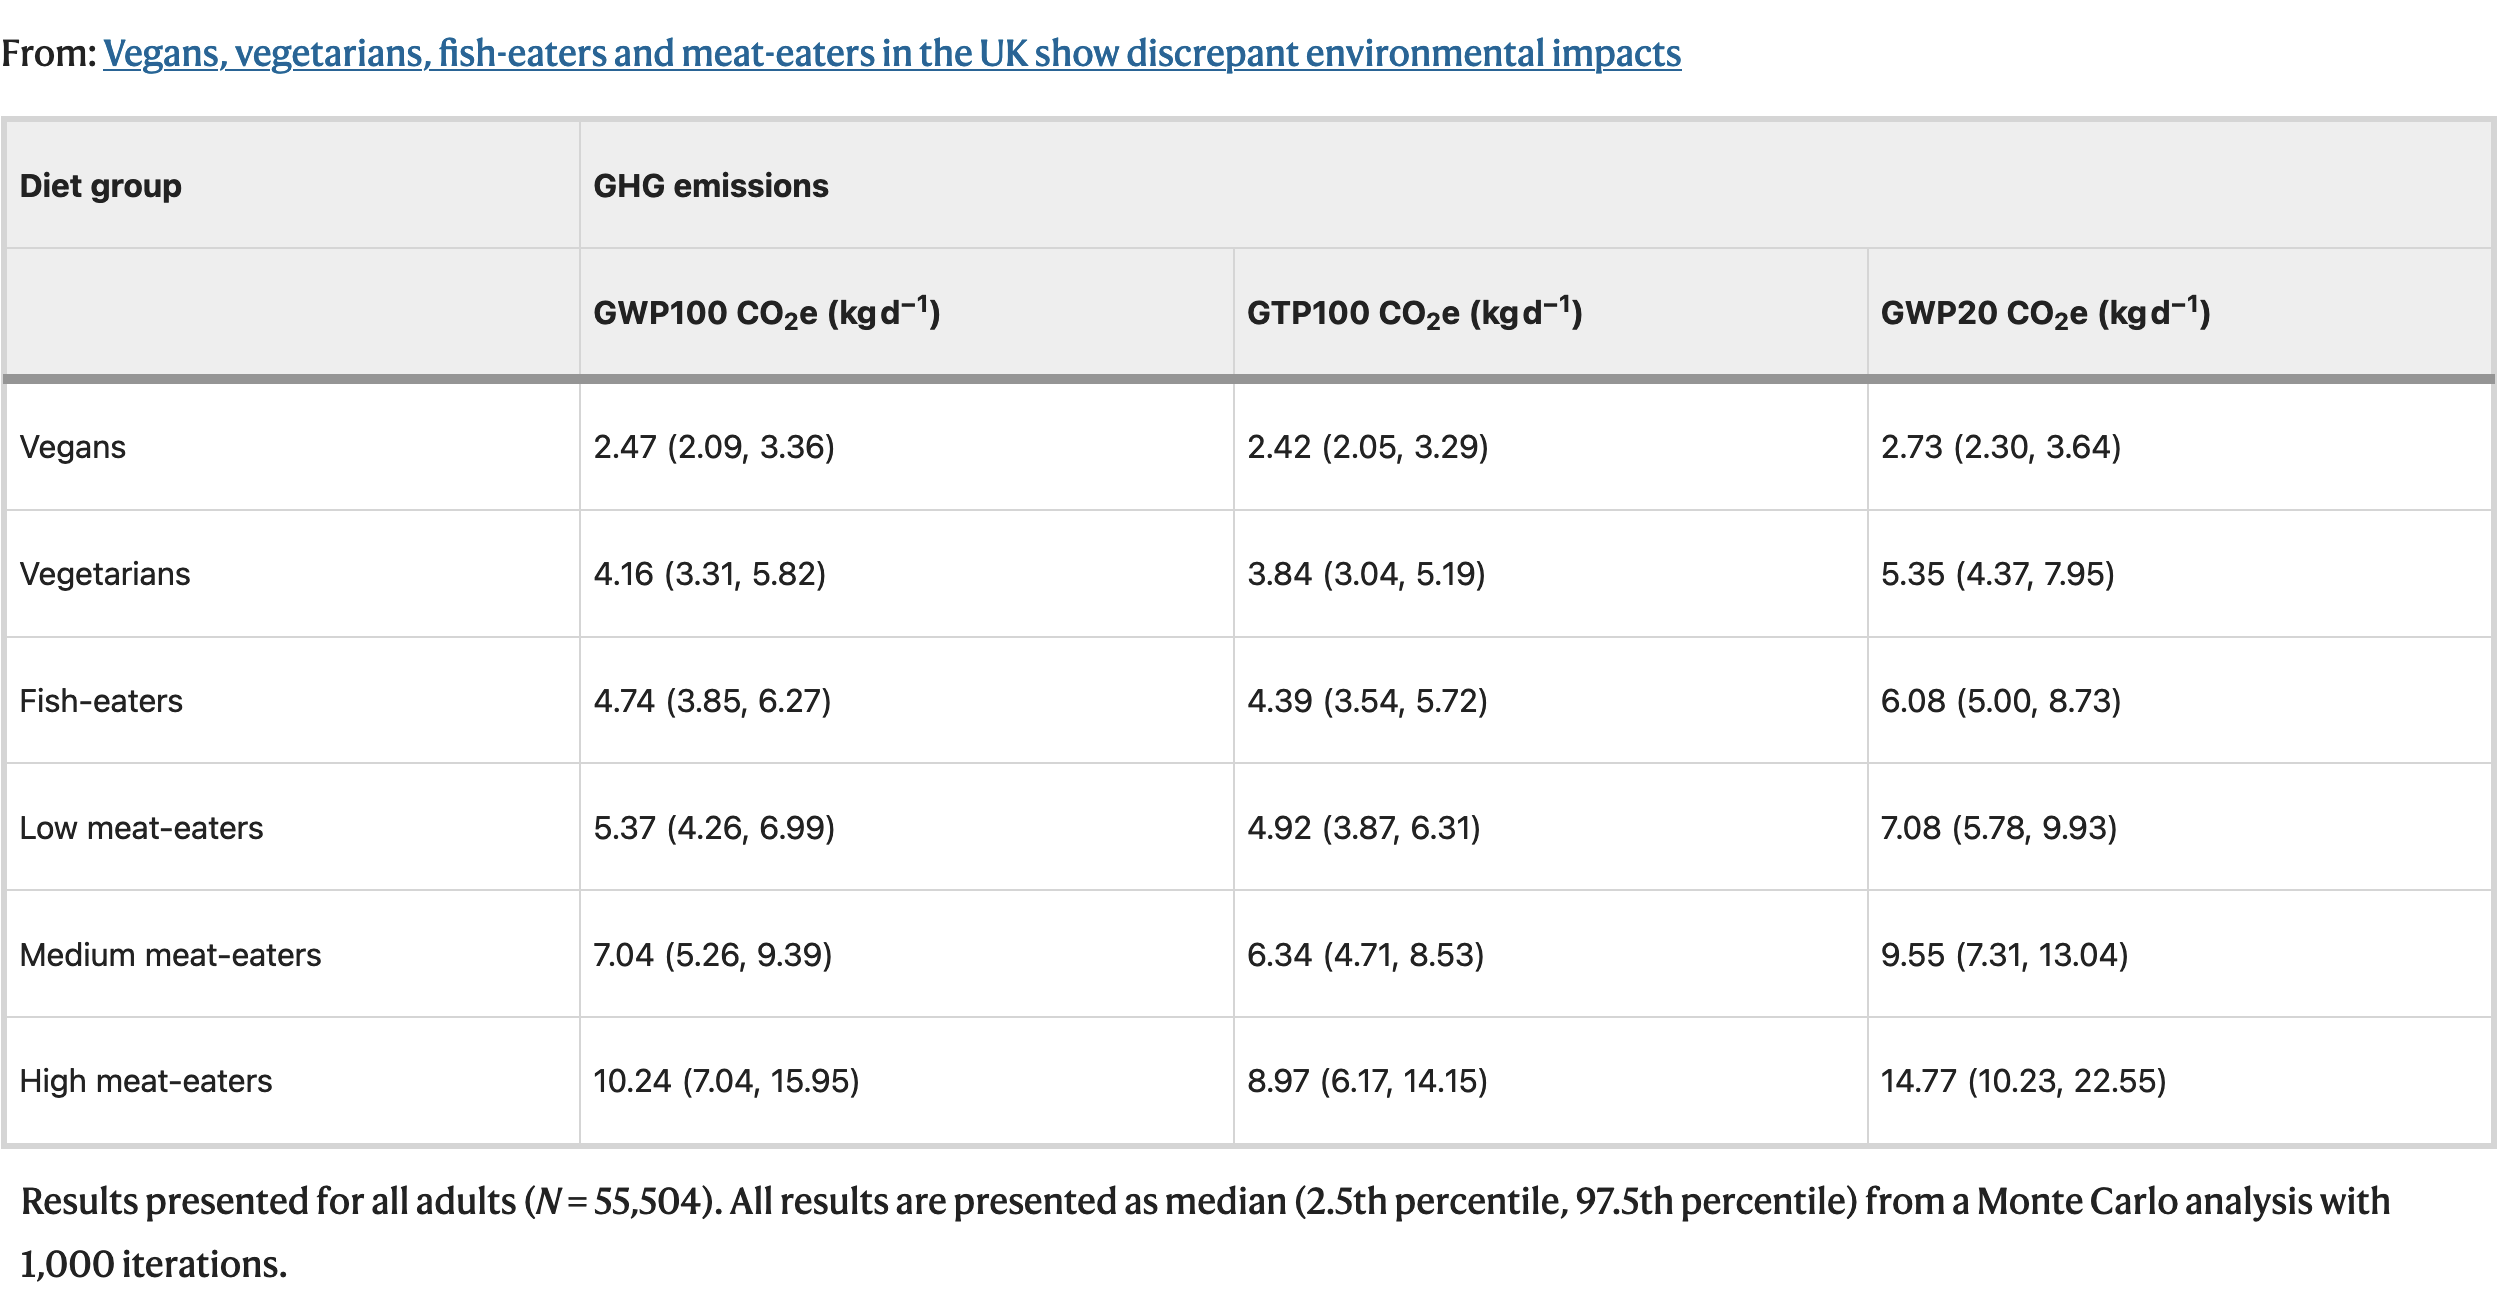 From: Vegans, vegetarians, fish-eaters and meat-eaters in the UK show discrepant environmental impacts
Diet group GHG emissions
GWP100 CO₂e (kg d⁻¹) GTP100 CO₂e (kg d⁻¹) GWP20 CO₂e (kg d⁻¹)
Vegans 2.47 (2.09, 3.36) 2.42 (2.05, 3.29) 2.73 (2.30, 3.64)
Vegetarians 4.16 (3.31, 5.82) 3.84 (3.04, 5.19) 5.35 (4.37, 7.95)
Fish-eaters 4.74 (3.85, 6.27) 4.39 (3.54, 5.72) 6.08 (5.00, 8.73)
Low meat-eaters 5.37 (4.26, 6.99) 4.92 (3.87, 6.31) 7.08 (5.78, 9.93)
Medium meat-eaters 7.04 (5.26, 9.39) 6.34 (4.71, 8.53) 9.55 (7.31, 13.04)
High meat-eaters 10.24 (7.04, 15.95) 8.97 (6.17, 14.15) 14.77 (10.23, 22.55)
Results presented for all adults (N = 55,504). All results are presented as median (2.5th percentile, 97.5th percentile) from a Monte Carlo analysis with
1,000 iterations.